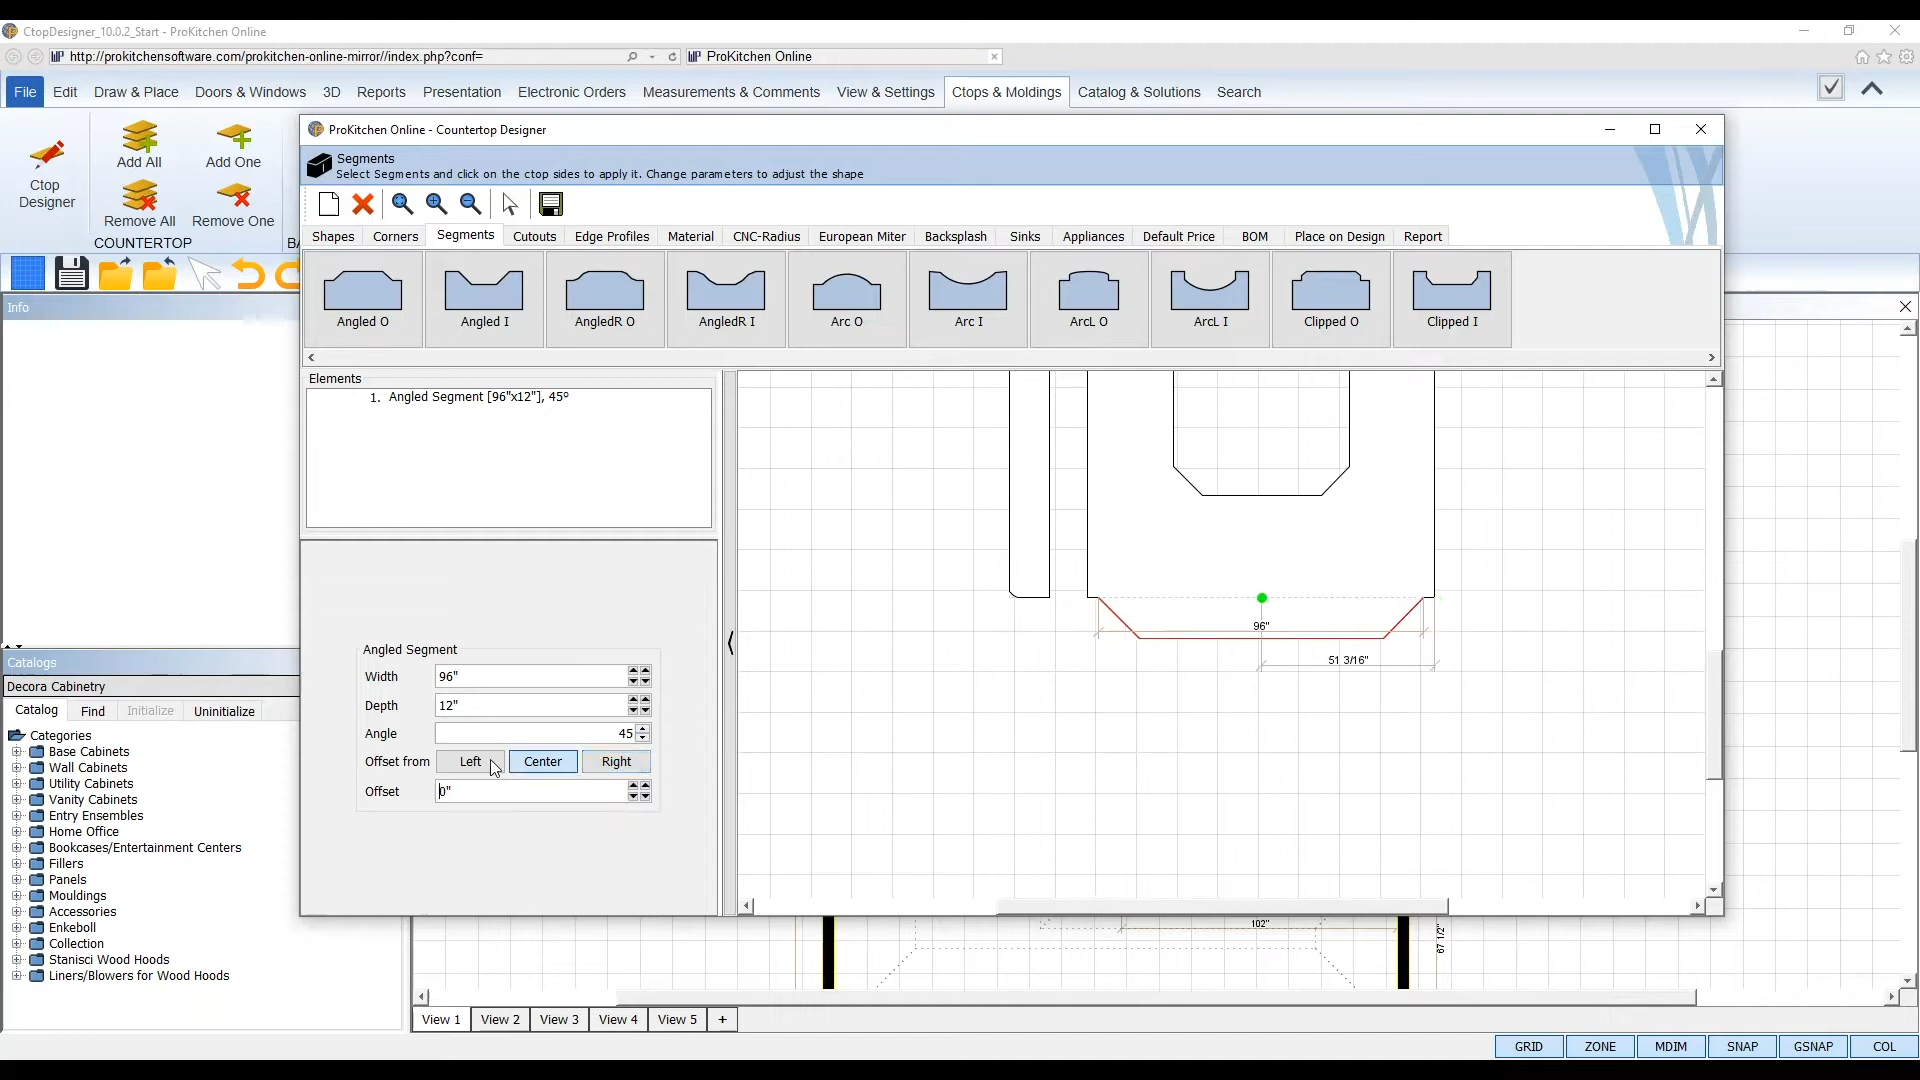 CtopDesigner_10.0.2_Start - ProKitchen Online
http://prokitchensoftware.com/prokitchen-online-mirror//index.php?conf=
ProKitchen Online
File Edit Draw & Place Doors & Windows 3D Reports Presentation Electronic Orders Measurements & Comments View & Settings Ctops & Moldings Catalog & Solutions Search
Ctop Designer
Add All
Add One
Remove All
Remove One
COUNTERTOP
ProKitchen Online - Countertop Designer
Segments
Select Segments and click on the ctop sides to apply it. Change parameters to adjust the shape
Shapes Corners Segments Cutouts Edge Profiles Material CNC-Radius European Miter Backsplash Sinks Appliances Default Price BOM Place on Design Report
Angled O Angled I AngledR O AngledR I Arc O Arc I ArcL O ArcL I Clipped O Clipped I
Info
Elements
1. Angled Segment [96"x12"], 45º
Angled Segment
Width 96"
Depth 12"
Angle 45
Offset from Left Center Right
Offset 0"
96"
51 3/16"
Catalogs
Decora Cabinetry
Catalog Find Initialize Uninitialize
Categories
Base Cabinets
Wall Cabinets
Utility Cabinets
Vanity Cabinets
Entry Ensembles
Home Office
Bookcases/Entertainment Centers
Fillers
Panels
Mouldings
Accessories
Enkeboll
Collection
Stanisci Wood Hoods
Liners/Blowers for Wood Hoods
102"
67 1/2"
View 1 View 2 View 3 View 4 View 5 +
GRID ZONE MDIM SNAP GSNAP COL